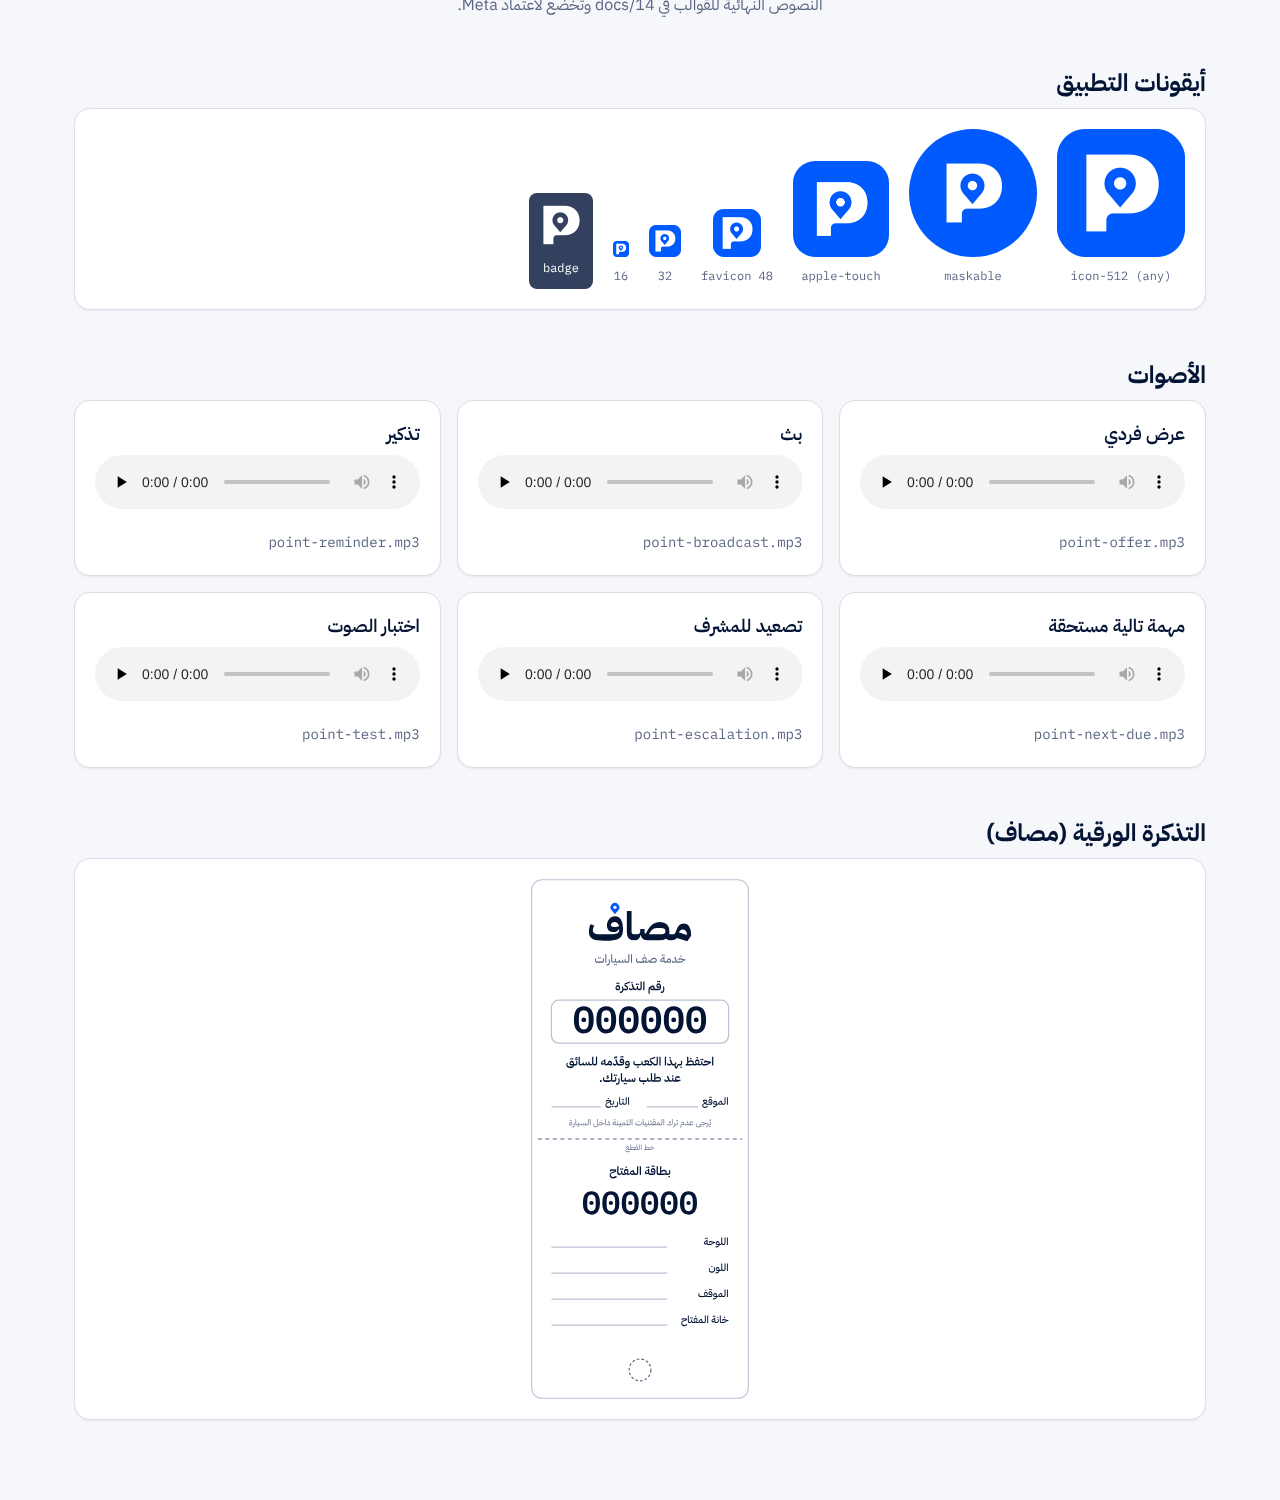 النصوص النهائية للقوالب في docs/14 وتخضع لاعتماد Meta.
أيقونات التطبيق
icon-512 (any)
maskable
apple-touch
favicon 48
32
16
badge
الأصوات
عرض فردي
0:00 / 0:00
point-offer.mp3
بث
0:00 / 0:00
point-broadcast.mp3
تذكير
0:00 / 0:00
point-reminder.mp3
مهمة تالية مستحقة
0:00 / 0:00
point-next-due.mp3
تصعيد للمشرف
0:00 / 0:00
point-escalation.mp3
اختبار الصوت
0:00 / 0:00
point-test.mp3
التذكرة الورقية (مصاف)
مصاف
خدمة صف السيارات
رقم التذكرة
000000
احتفظ بهذا الكعب وقدّمه للسائق
عند طلب سيارتك.
الموقع
التاريخ
يُرجى عدم ترك المقتنيات الثمينة داخل السيارة
خط القطع
بطاقة المفتاح
000000
اللوحة
اللون
الموقف
خانة المفتاح